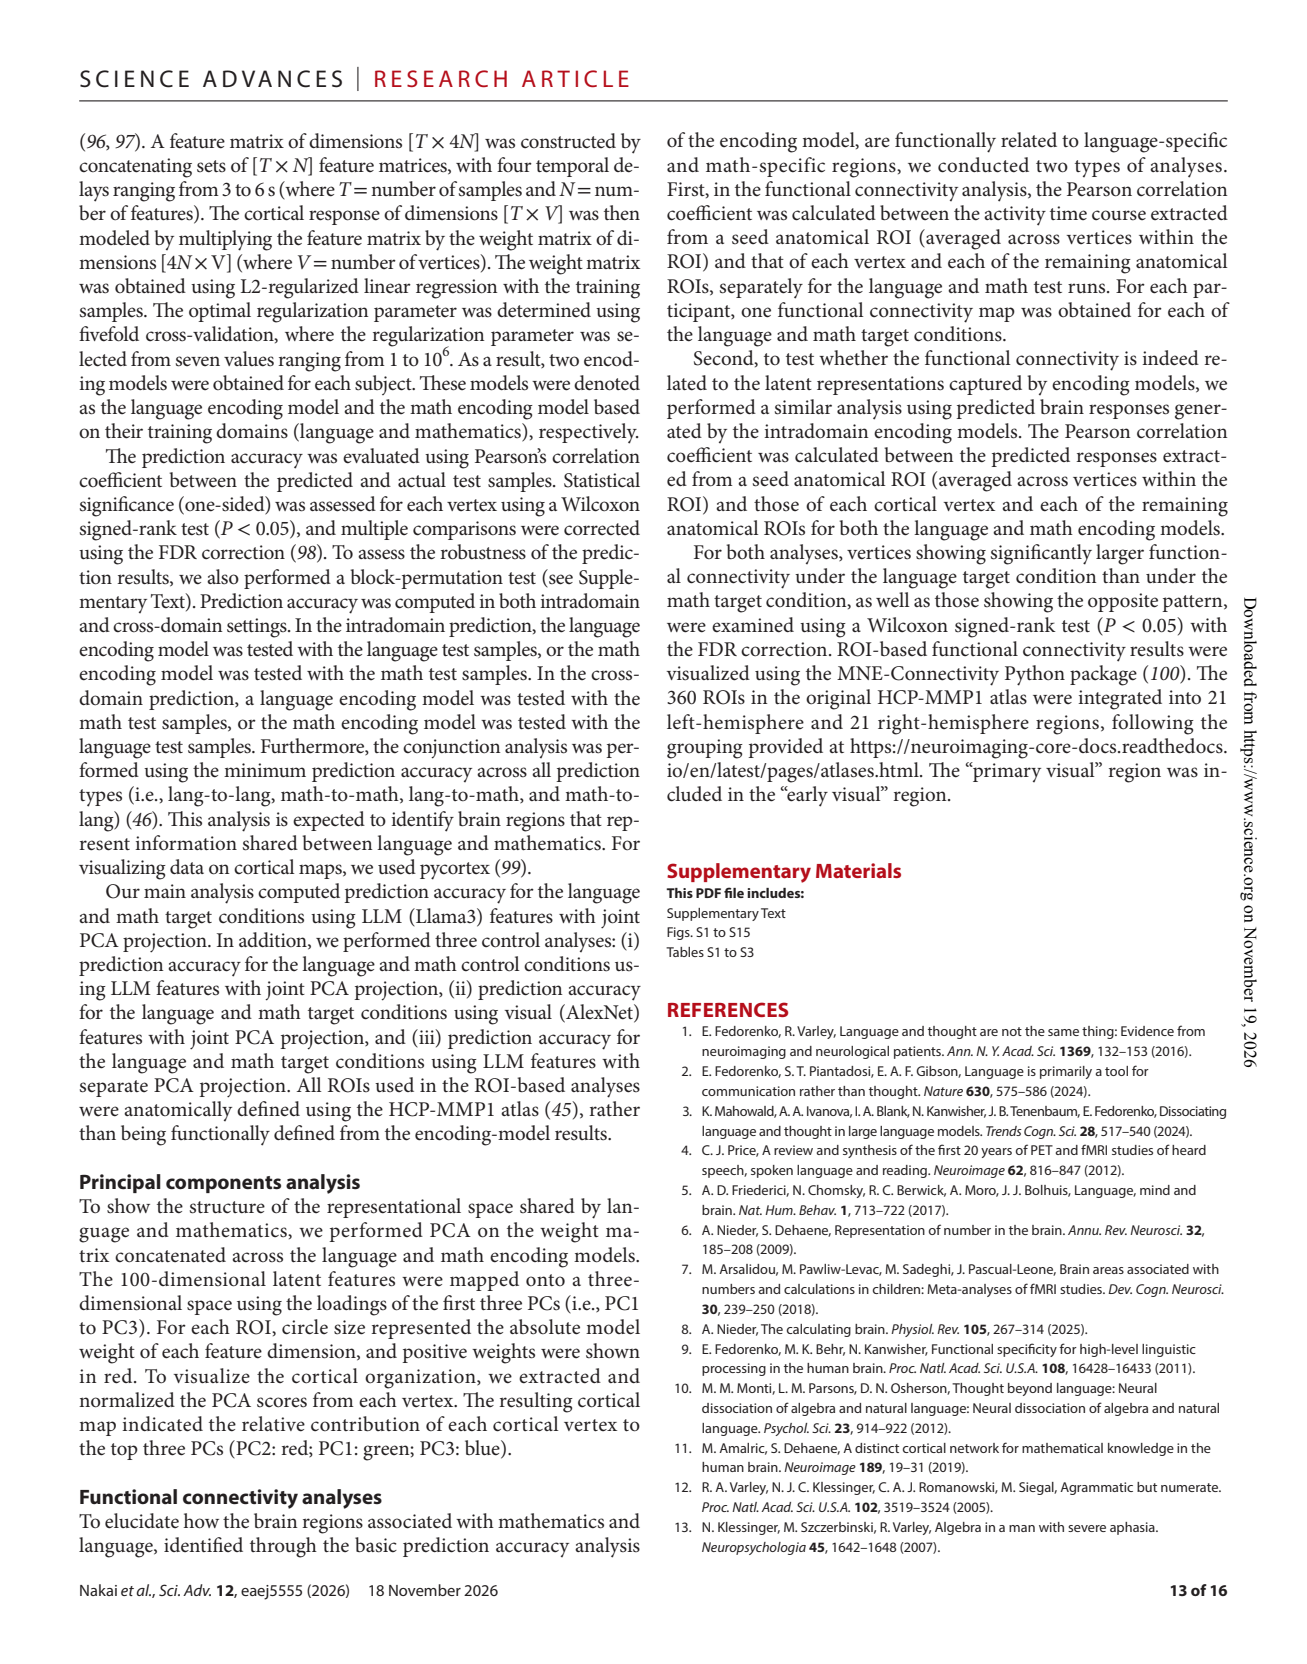 SCIENCE ADVANCES | RESEARCH ARTICLE
(96, 97). A feature matrix of dimensions [T × 4N] was constructed by
concatenating sets of [T × N] feature matrices, with four temporal de-
lays ranging from 3 to 6 s (where T = number of samples and N = num-
ber of features). The cortical response of dimensions [T × V] was then
modeled by multiplying the feature matrix by the weight matrix of di-
mensions [4N × V] (where V = number of vertices). The weight matrix
was obtained using L2-regularized linear regression with the training
samples. The optimal regularization parameter was determined using
fivefold cross-validation, where the regularization parameter was se-
lected from seven values ranging from 1 to 10⁶. As a result, two encod-
ing models were obtained for each subject. These models were denoted
as the language encoding model and the math encoding model based
on their training domains (language and mathematics), respectively.
The prediction accuracy was evaluated using Pearson's correlation
coefficient between the predicted and actual test samples. Statistical
significance (one-sided) was assessed for each vertex using a Wilcoxon
signed-rank test (P < 0.05), and multiple comparisons were corrected
using the FDR correction (98). To assess the robustness of the predic-
tion results, we also performed a block-permutation test (see Supple-
mentary Text). Prediction accuracy was computed in both intradomain
and cross-domain settings. In the intradomain prediction, the language
encoding model was tested with the language test samples, or the math
encoding model was tested with the math test samples. In the cross-
domain prediction, a language encoding model was tested with the
math test samples, or the math encoding model was tested with the
language test samples. Furthermore, the conjunction analysis was per-
formed using the minimum prediction accuracy across all prediction
types (i.e., lang-to-lang, math-to-math, lang-to-math, and math-to-
lang) (46). This analysis is expected to identify brain regions that rep-
resent information shared between language and mathematics. For
visualizing data on cortical maps, we used pycortex (99).
Our main analysis computed prediction accuracy for the language
and math target conditions using LLM (Llama3) features with joint
PCA projection. In addition, we performed three control analyses: (i)
prediction accuracy for the language and math control conditions us-
ing LLM features with joint PCA projection, (ii) prediction accuracy
for the language and math target conditions using visual (AlexNet)
features with joint PCA projection, and (iii) prediction accuracy for
the language and math target conditions using LLM features with
separate PCA projection. All ROIs used in the ROI-based analyses
were anatomically defined using the HCP-MMP1 atlas (45), rather
than being functionally defined from the encoding-model results.
Principal components analysis
To show the structure of the representational space shared by lan-
guage and mathematics, we performed PCA on the weight ma-
trix concatenated across the language and math encoding models.
The 100-dimensional latent features were mapped onto a three-
dimensional space using the loadings of the first three PCs (i.e., PC1
to PC3). For each ROI, circle size represented the absolute model
weight of each feature dimension, and positive weights were shown
in red. To visualize the cortical organization, we extracted and
normalized the PCA scores from each vertex. The resulting cortical
map indicated the relative contribution of each cortical vertex to
the top three PCs (PC2: red; PC1: green; PC3: blue).
Functional connectivity analyses
To elucidate how the brain regions associated with mathematics and
language, identified through the basic prediction accuracy analysis
of the encoding model, are functionally related to language-specific
and math-specific regions, we conducted two types of analyses.
First, in the functional connectivity analysis, the Pearson correlation
coefficient was calculated between the activity time course extracted
from a seed anatomical ROI (averaged across vertices within the
ROI) and that of each vertex and each of the remaining anatomical
ROIs, separately for the language and math test runs. For each par-
ticipant, one functional connectivity map was obtained for each of
the language and math target conditions.
Second, to test whether the functional connectivity is indeed re-
lated to the latent representations captured by encoding models, we
performed a similar analysis using predicted brain responses gener-
ated by the intradomain encoding models. The Pearson correlation
coefficient was calculated between the predicted responses extract-
ed from a seed anatomical ROI (averaged across vertices within the
ROI) and those of each cortical vertex and each of the remaining
anatomical ROIs for both the language and math encoding models.
For both analyses, vertices showing significantly larger function-
al connectivity under the language target condition than under the
math target condition, as well as those showing the opposite pattern,
were examined using a Wilcoxon signed-rank test (P < 0.05) with
the FDR correction. ROI-based functional connectivity results were
visualized using the MNE-Connectivity Python package (100). The
360 ROIs in the original HCP-MMP1 atlas were integrated into 21
left-hemisphere and 21 right-hemisphere regions, following the
grouping provided at https://neuroimaging-core-docs.readthedocs.
io/en/latest/pages/atlases.html. The “primary visual” region was in-
cluded in the “early visual” region.
Supplementary Materials
This PDF file includes:
Supplementary Text
Figs. S1 to S15
Tables S1 to S3
REFERENCES
1. E. Fedorenko, R. Varley, Language and thought are not the same thing: Evidence from
neuroimaging and neurological patients. Ann. N. Y. Acad. Sci. 1369, 132–153 (2016).
2. E. Fedorenko, S. T. Piantadosi, E. A. F. Gibson, Language is primarily a tool for
communication rather than thought. Nature 630, 575–586 (2024).
3. K. Mahowald, A. A. Ivanova, I. A. Blank, N. Kanwisher, J. B. Tenenbaum, E. Fedorenko, Dissociating
language and thought in large language models. Trends Cogn. Sci. 28, 517–540 (2024).
4. C. J. Price, A review and synthesis of the first 20 years of PET and fMRI studies of heard
speech, spoken language and reading. Neuroimage 62, 816–847 (2012).
5. A. D. Friederici, N. Chomsky, R. C. Berwick, A. Moro, J. J. Bolhuis, Language, mind and
brain. Nat. Hum. Behav. 1, 713–722 (2017).
6. A. Nieder, S. Dehaene, Representation of number in the brain. Annu. Rev. Neurosci. 32,
185–208 (2009).
7. M. Arsalidou, M. Pawliw-Levac, M. Sadeghi, J. Pascual-Leone, Brain areas associated with
numbers and calculations in children: Meta-analyses of fMRI studies. Dev. Cogn. Neurosci.
30, 239–250 (2018).
8. A. Nieder, The calculating brain. Physiol. Rev. 105, 267–314 (2025).
9. E. Fedorenko, M. K. Behr, N. Kanwisher, Functional specificity for high-level linguistic
processing in the human brain. Proc. Natl. Acad. Sci. U.S.A. 108, 16428–16433 (2011).
10. M. M. Monti, L. M. Parsons, D. N. Osherson, Thought beyond language: Neural
dissociation of algebra and natural language: Neural dissociation of algebra and natural
language. Psychol. Sci. 23, 914–922 (2012).
11. M. Amalric, S. Dehaene, A distinct cortical network for mathematical knowledge in the
human brain. Neuroimage 189, 19–31 (2019).
12. R. A. Varley, N. J. C. Klessinger, C. A. J. Romanowski, M. Siegal, Agrammatic but numerate.
Proc. Natl. Acad. Sci. U.S.A. 102, 3519–3524 (2005).
13. N. Klessinger, M. Szczerbinski, R. Varley, Algebra in a man with severe aphasia.
Neuropsychologia 45, 1642–1648 (2007).
Downloaded from https://www.science.org on November 19, 2026
Nakai et al., Sci. Adv. 12, eaej5555 (2026) 18 November 2026
13 of 16